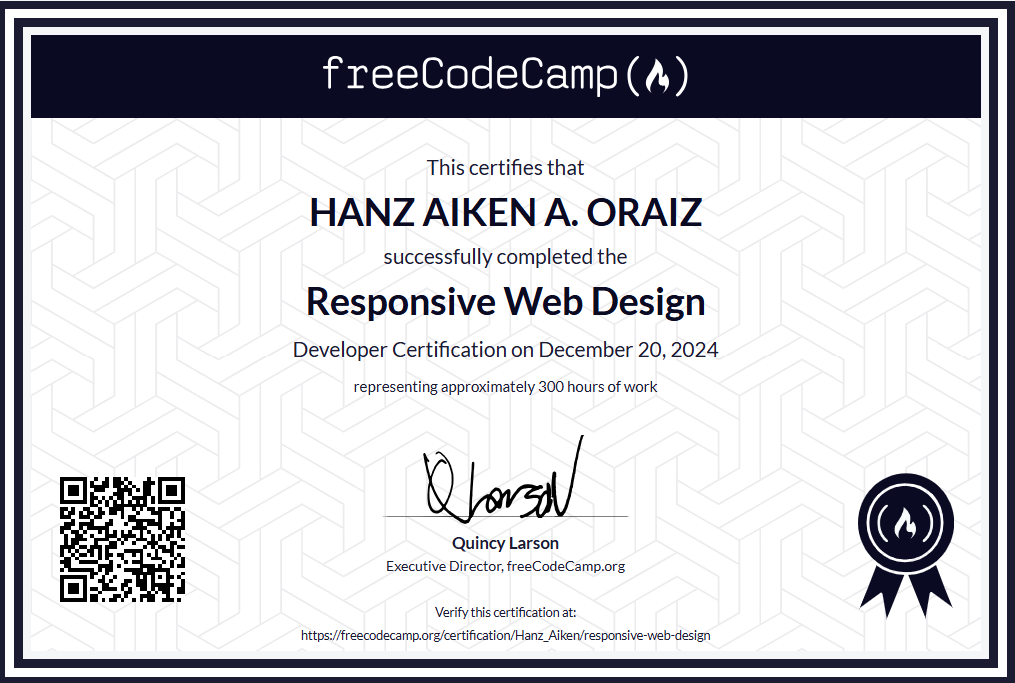 freeCodeCamp
This certifies that
HANZ AIKEN A. ORAIZ
successfully completed the
Responsive Web Design
Developer Certification on December 20, 2024
representing approximately 300 hours of work
QLarson
Quincy Larson
Executive Director, freeCodeCamp.org
Verify this certification at:
https://freecodecamp.org/certification/Hanz_Aiken/responsive-web-design